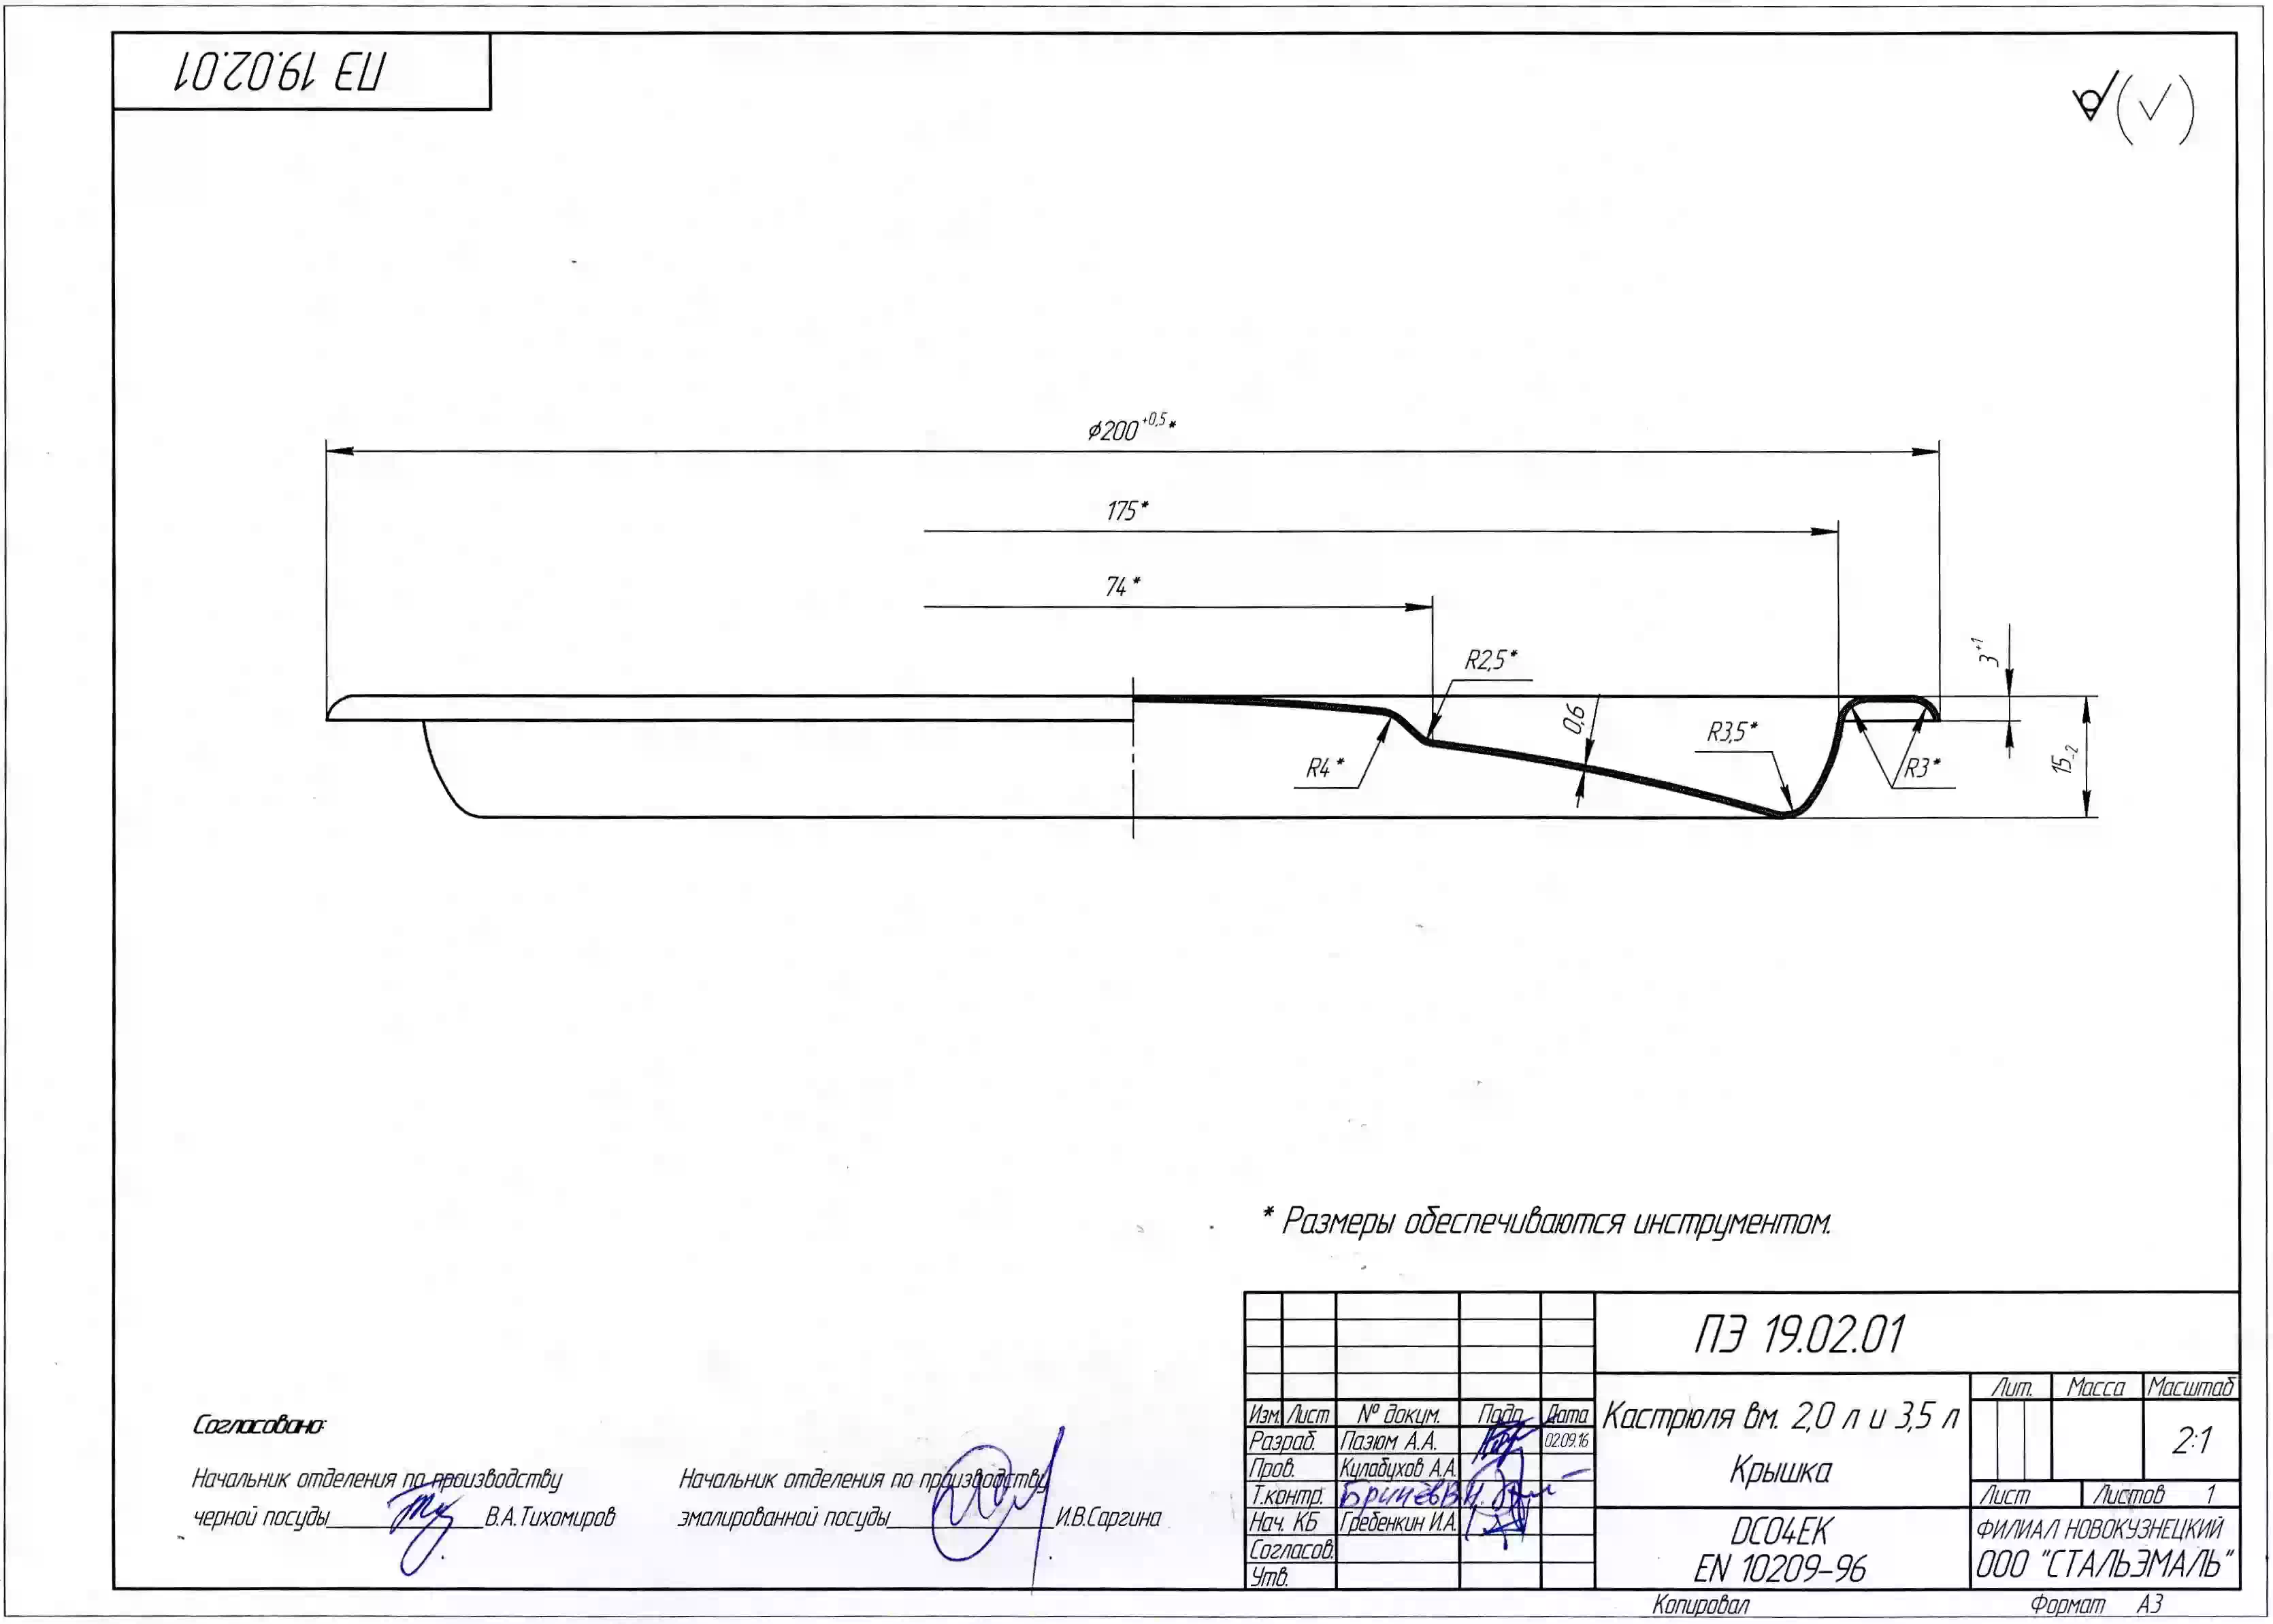 ПЭ 19.02.01
⌀200+0,5*
175*
74*
R2,5*
3+1
0,6
R3,5*
R4*
R3*
15-2
* Размеры обеспечиваются инструментом.
ПЭ 19.02.01
Лит. Масса Масштаб
Изм. Лист № докум. Подп. Дата
Кастрюля вм. 2,0 л и 3,5 л
Крышка
2:1
Разраб. Пазюм А.А. 02.09.16
Пров. Кулабухов А.А.
Т.контр.
Нач. КБ Гребенкин И.А.
Согласов.
Утв.
Лист Листов 1
DC04EK
EN 10209-96
ФИЛИАЛ НОВОКУЗНЕЦКИЙ
ООО "СТАЛЬЭМАЛЬ"
Согласовано:
Начальник отделения по производству
черной посуды В.А.Тихомиров
Начальник отделения по производству
эмалированной посуды И.В.Саргина
Копировал Формат А3